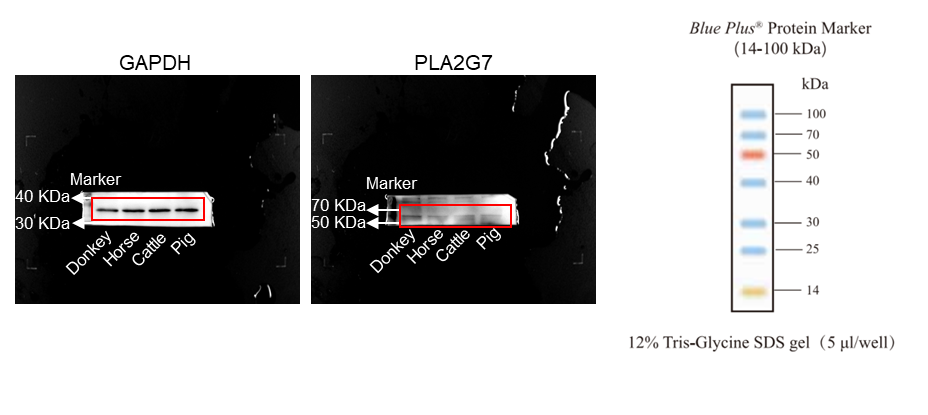 GAPDH
Marker
40 KDa
30 KDa
Donkey
Horse
Cattle
Pig
PLA2G7
Marker
70 KDa
50 KDa
Donkey
Horse
Cattle
Pig
Blue Plus® Protein Marker
(14-100 kDa)
kDa
100
70
50
40
30
25
14
12% Tris-Glycine SDS gel（5 μl/well）